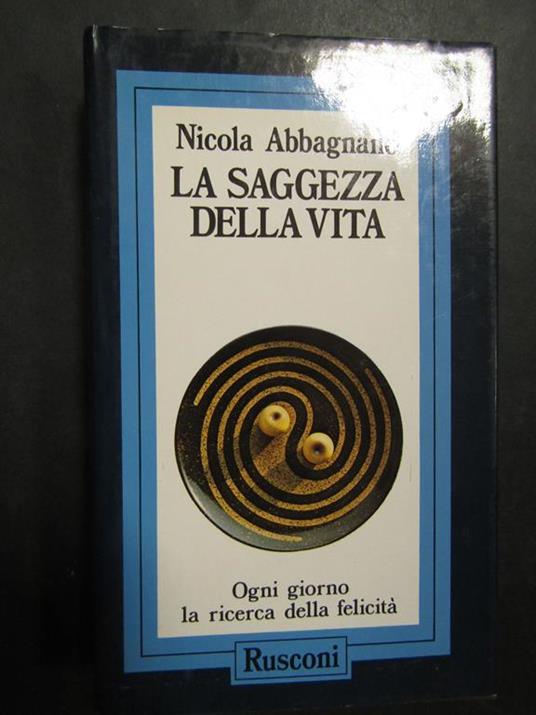 Nicola Abbagnano
LA SAGGEZZA
DELLA VITA
Ogni giorno
la ricerca della felicità
Rusconi